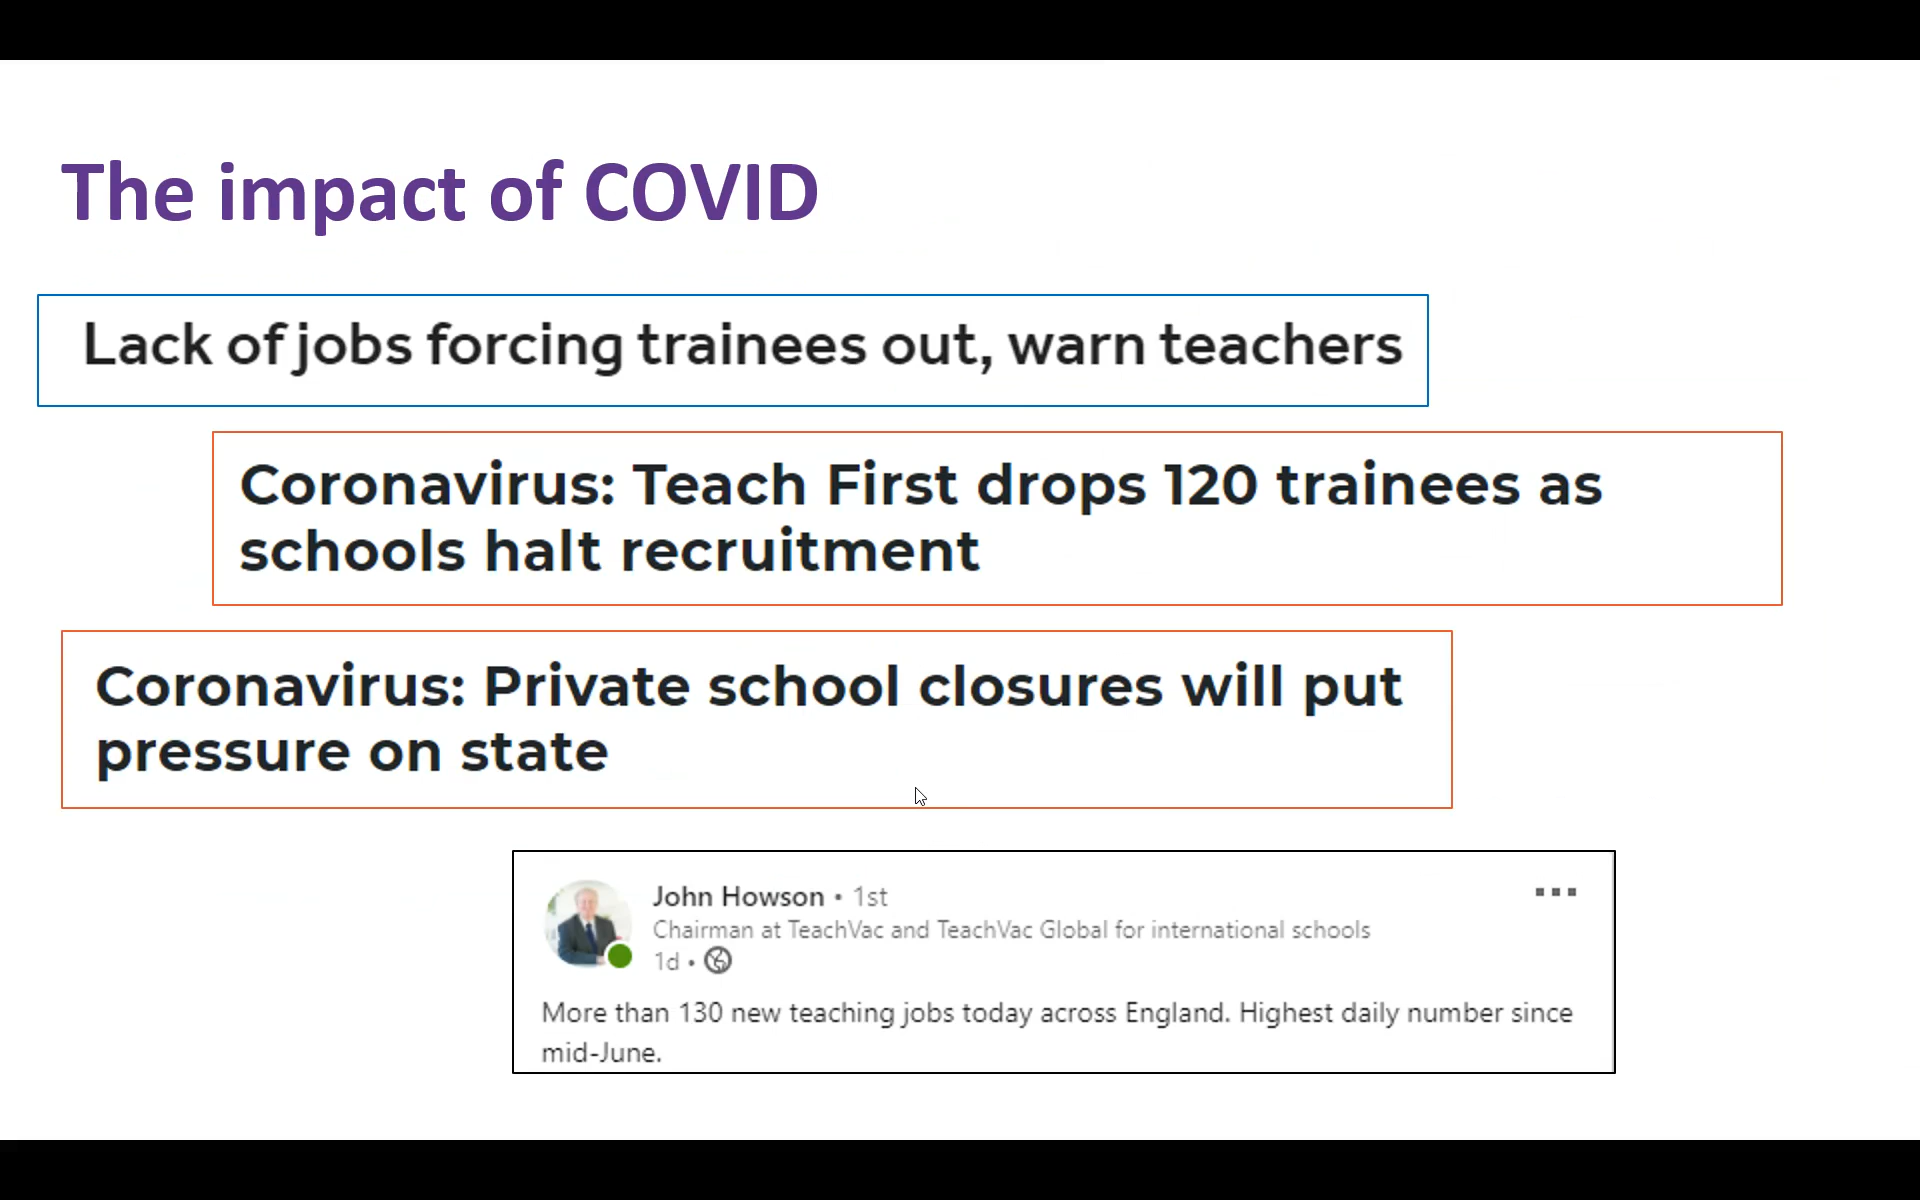 The impact of COVID
Lack of jobs forcing trainees out, warn teachers
Coronavirus: Teach First drops 120 trainees as
schools halt recruitment
Coronavirus: Private school closures will put
pressure on state
John Howson • 1st
Chairman at TeachVac and TeachVac Global for international schools
1d •
More than 130 new teaching jobs today across England. Highest daily number since
mid-June.